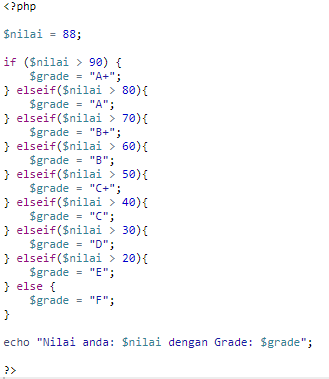 <?php
$nilai = 88;
if ($nilai > 90) {
$grade = "A+";
} elseif($nilai > 80){
$grade = "A";
} elseif($nilai > 70){
$grade = "B+";
} elseif($nilai > 60){
$grade = "B";
} elseif($nilai > 50){
$grade = "C+";
} elseif($nilai > 40){
$grade = "C";
} elseif($nilai > 30){
$grade = "D";
} elseif($nilai > 20){
$grade = "E";
} else {
$grade = "F";
}
echo "Nilai anda: $nilai dengan Grade: $grade";
?>